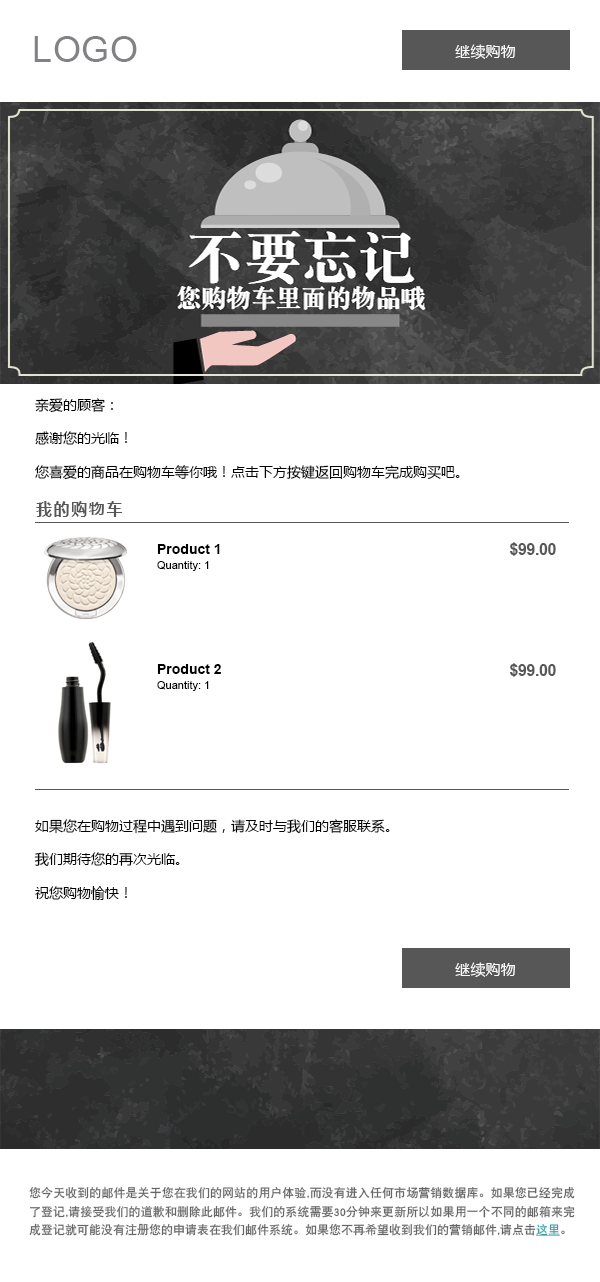 LOGO
继续购物
不要忘记
您购物车里面的物品哦
亲爱的顾客：
感谢您的光临！
您喜爱的商品在购物车等你哦！点击下方按键返回购物车完成购买吧。
我的购物车
Product 1
$99.00
Quantity: 1
Product 2
$99.00
Quantity: 1
如果您在购物过程中遇到问题，请及时与我们的客服联系。
我们期待您的再次光临。
祝您购物愉快！
继续购物
您今天收到的邮件是关于您在我们的网站的用户体验,而没有进入任何市场营销数据库。如果您已经完成
了登记,请接受我们的道歉和删除此邮件。我们的系统需要30分钟来更新所以如果用一个不同的邮箱来完
成登记就可能没有注册您的申请表在我们邮件系统。如果您不再希望收到我们的营销邮件,请点击这里。